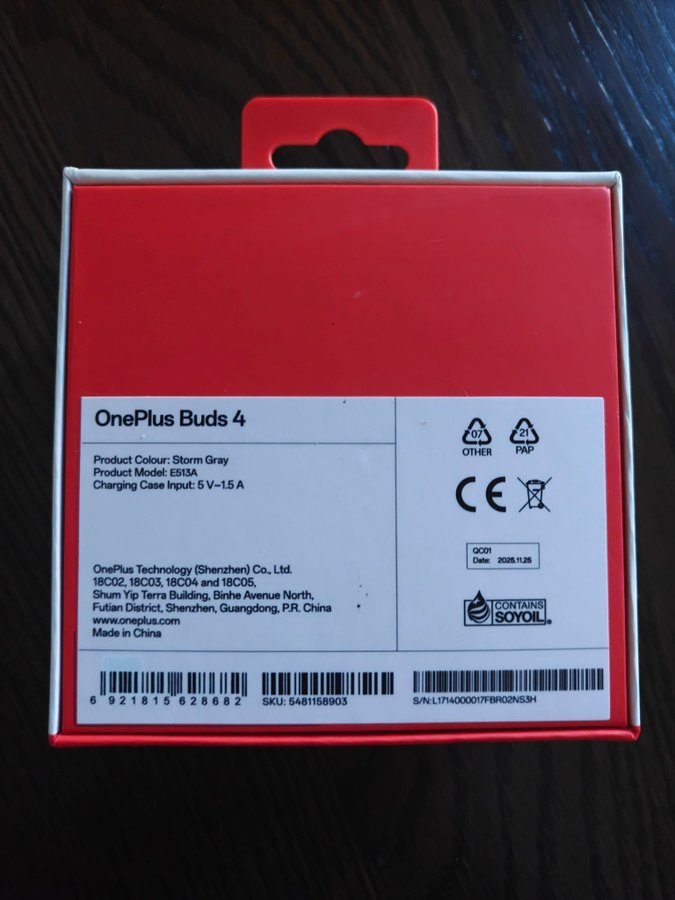 OnePlus Buds 4
Product Colour: Storm Gray
Product Model: E513A
Charging Case Input: 5 V⎓1.5 A
OnePlus Technology (Shenzhen) Co., Ltd.
18C02, 18C03, 18C04 and 18C05,
Shum Yip Terra Building, Binhe Avenue North,
Futian District, Shenzhen, Guangdong, P.R. China
www.oneplus.com
Made in China
07
OTHER
21
PAP
CE
QC01
Date: 2025.11.25
CONTAINS
SOYOIL®
6 921815 628682
SKU: 5481158903
S/N:L1714000017FBR02NS3H